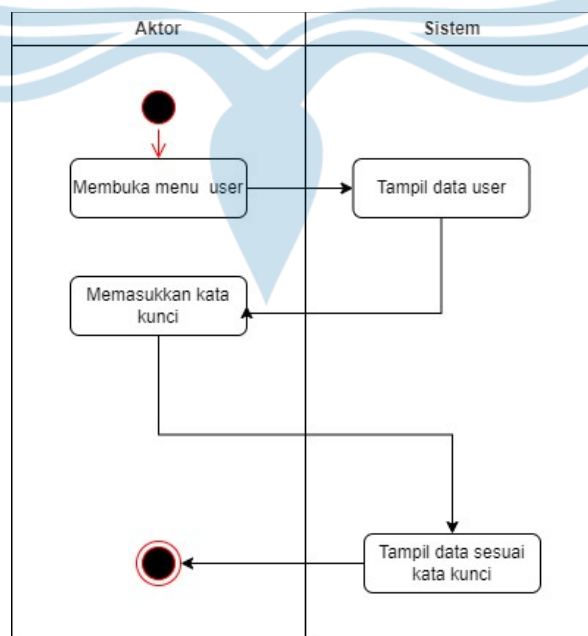 Aktor
Sistem
Membuka menu user
Tampil data user
Memasukkan kata
kunci
Tampil data sesuai
kata kunci